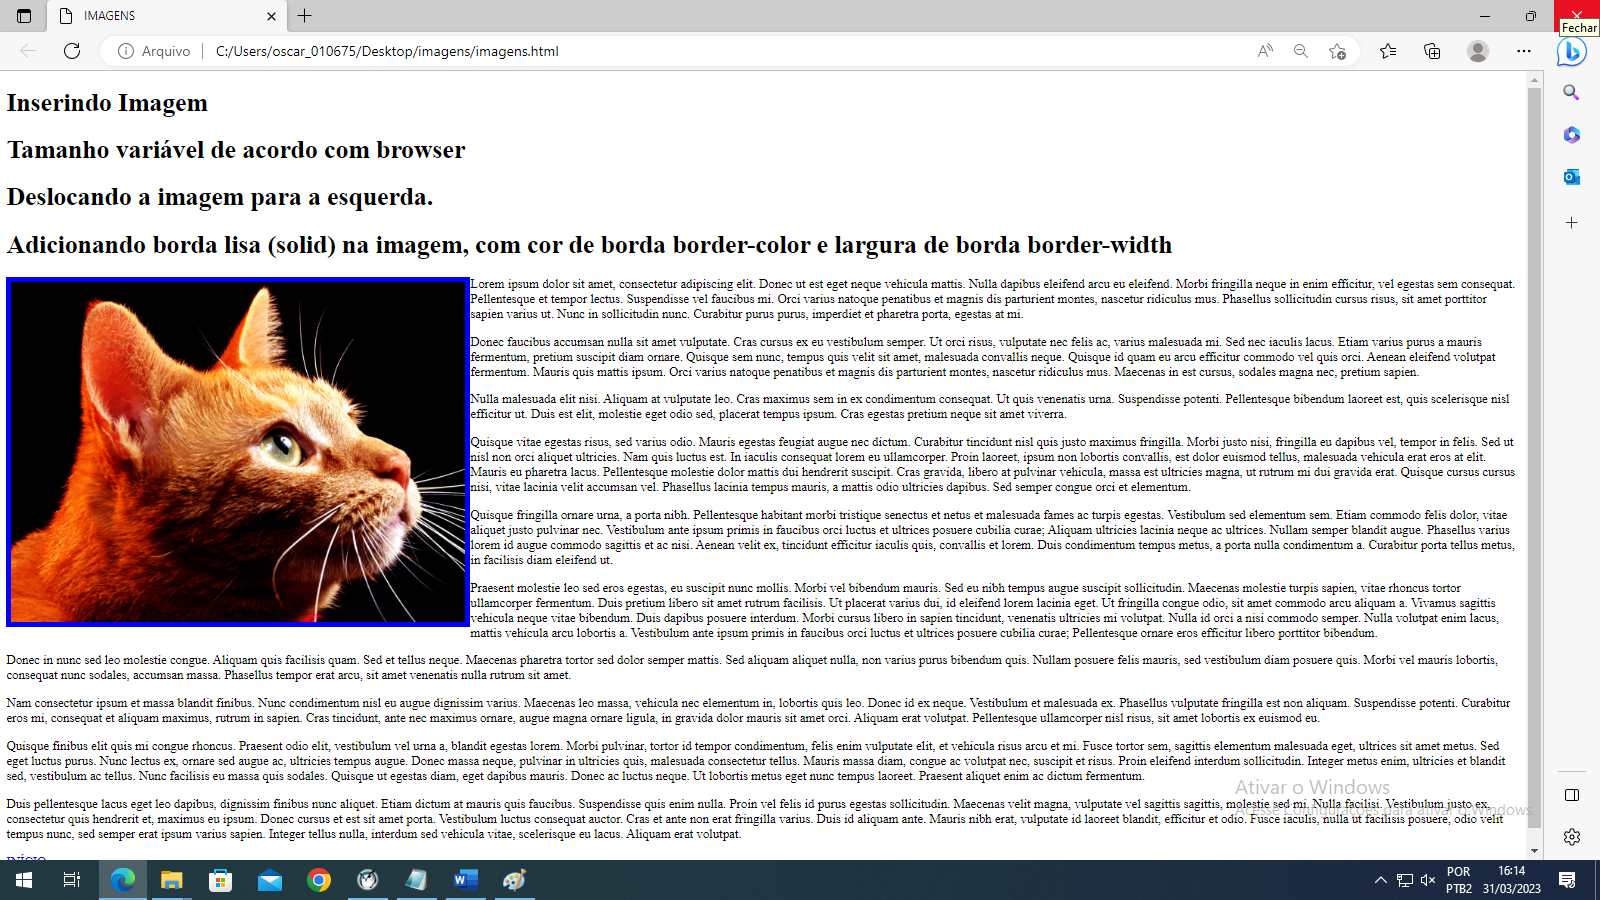 IMAGENS
Fechar
Arquivo
C:/Users/oscar_010675/Desktop/imagens/imagens.html
Inserindo Imagem
Tamanho variável de acordo com browser
Deslocando a imagem para a esquerda.
Adicionando borda lisa (solid) na imagem, com cor de borda border-color e largura de borda border-width
Lorem ipsum dolor sit amet, consectetur adipiscing elit. Donec ut est eget neque vehicula mattis. Nulla dapibus eleifend arcu eu eleifend. Morbi fringilla neque in enim efficitur, vel egestas sem consequat.
Pellentesque et tempor lectus. Suspendisse vel faucibus mi. Orci varius natoque penatibus et magnis dis parturient montes, nascetur ridiculus mus. Phasellus sollicitudin cursus risus, sit amet porttitor
sapien varius ut. Nunc in sollicitudin nunc. Curabitur purus purus, imperdiet et pharetra porta, egestas at mi.
Donec faucibus accumsan nulla sit amet vulputate. Cras cursus ex eu vestibulum semper. Ut orci risus, vulputate nec felis ac, varius malesuada mi. Sed nec iaculis lacus. Etiam varius purus a mauris
fermentum, pretium suscipit diam ornare. Quisque sem nunc, tempus quis velit sit amet, malesuada convallis neque. Quisque id quam eu arcu efficitur commodo vel quis orci. Aenean eleifend volutpat
fermentum. Mauris quis mattis ipsum. Orci varius natoque penatibus et magnis dis parturient montes, nascetur ridiculus mus. Maecenas in est cursus, sodales magna nec, pretium sapien.
Nulla malesuada elit nisi. Aliquam at vulputate leo. Cras maximus sem in ex condimentum consequat. Ut quis venenatis urna. Suspendisse potenti. Pellentesque bibendum laoreet est, quis scelerisque nisl
efficitur ut. Duis est elit, molestie eget odio sed, placerat tempus ipsum. Cras egestas pretium neque sit amet viverra.
Quisque vitae egestas risus, sed varius odio. Mauris egestas feugiat augue nec dictum. Curabitur tincidunt nisl quis justo maximus fringilla. Morbi justo nisi, fringilla eu dapibus vel, tempor in felis. Sed ut
nisl non orci aliquet ultricies. Nam quis luctus est. In iaculis consequat lorem eu ullamcorper. Proin laoreet, ipsum non lobortis convallis, est dolor euismod tellus, malesuada vehicula erat eros at elit.
Mauris eu pharetra lacus. Pellentesque molestie dolor mattis dui hendrerit suscipit. Cras gravida, libero at pulvinar vehicula, massa est ultricies magna, ut rutrum mi dui gravida erat. Quisque cursus cursus
nisi, vitae lacinia velit accumsan vel. Phasellus lacinia tempus mauris, a mattis odio ultricies dapibus. Sed semper congue orci et elementum.
Quisque fringilla ornare urna, a porta nibh. Pellentesque habitant morbi tristique senectus et netus et malesuada fames ac turpis egestas. Vestibulum sed elementum sem. Etiam commodo felis dolor, vitae
aliquet justo pulvinar nec. Vestibulum ante ipsum primis in faucibus orci luctus et ultrices posuere cubilia curae; Aliquam ultricies lacinia neque ac ultrices. Nullam semper blandit augue. Phasellus varius
lorem id augue commodo sagittis et ac nisi. Aenean velit ex, tincidunt efficitur iaculis quis, convallis et lorem. Duis condimentum tempus metus, a porta nulla condimentum a. Curabitur porta tellus metus,
in facilisis diam eleifend ut.
Praesent molestie leo sed eros egestas, eu suscipit nunc mollis. Morbi vel bibendum mauris. Sed eu nibh tempus augue suscipit sollicitudin. Maecenas molestie turpis sapien, vitae rhoncus tortor
ullamcorper fermentum. Duis pretium libero sit amet rutrum facilisis. Ut placerat varius dui, id eleifend lorem lacinia eget. Ut fringilla congue odio, sit amet commodo arcu aliquam a. Vivamus sagittis
vehicula neque vitae bibendum. Duis dapibus posuere interdum. Morbi cursus libero in sapien tincidunt, venenatis ultricies mi volutpat. Nulla id orci a nisi commodo semper. Nulla volutpat enim lacus,
mattis vehicula arcu lobortis a. Vestibulum ante ipsum primis in faucibus orci luctus et ultrices posuere cubilia curae; Pellentesque ornare eros efficitur libero porttitor bibendum.
Donec in nunc sed leo molestie congue. Aliquam quis facilisis quam. Sed et tellus neque. Maecenas pharetra tortor sed dolor semper mattis. Sed aliquam aliquet nulla, non varius purus bibendum quis. Nullam posuere felis mauris, sed vestibulum diam posuere quis. Morbi vel mauris lobortis,
consequat nunc sodales, accumsan massa. Phasellus tempor erat arcu, sit amet venenatis nulla rutrum sit amet.
Nam consectetur ipsum et massa blandit finibus. Nunc condimentum nisl eu augue dignissim varius. Maecenas leo massa, vehicula nec elementum in, lobortis quis leo. Donec id ex neque. Vestibulum et malesuada ex. Phasellus vulputate fringilla est non aliquam. Suspendisse potenti. Curabitur
eros mi, consequat et aliquam maximus, rutrum in sapien. Cras tincidunt, ante nec maximus ornare, augue magna ornare ligula, in gravida dolor mauris sit amet orci. Aliquam erat volutpat. Pellentesque ullamcorper nisl risus, sit amet lobortis ex euismod eu.
Quisque finibus elit quis mi congue rhoncus. Praesent odio elit, vestibulum vel urna a, blandit egestas lorem. Morbi pulvinar, tortor id tempor condimentum, felis enim vulputate elit, et vehicula risus arcu et mi. Fusce tortor sem, sagittis elementum malesuada eget, ultrices sit amet metus. Sed
eget luctus purus. Nunc lectus ex, ornare sed augue ac, ultricies tempus augue. Donec massa neque, pulvinar in ultricies quis, malesuada consectetur tellus. Mauris massa diam, congue ac volutpat nec, suscipit et risus. Proin eleifend interdum sollicitudin. Integer metus enim, ultricies et blandit
sed, vestibulum ac tellus. Nunc facilisis eu massa quis sodales. Quisque ut egestas diam, eget dapibus mauris. Donec ac luctus neque. Ut lobortis metus eget nunc tempus laoreet. Praesent aliquet enim ac dictum fermentum.
Duis pellentesque lacus eget leo dapibus, dignissim finibus nunc aliquet. Etiam dictum at mauris quis faucibus. Suspendisse quis enim nulla. Proin vel felis id purus egestas sollicitudin. Maecenas velit magna, vulputate vel sagittis sagittis, molestie sed mi. Nulla facilisi. Vestibulum justo ex,
consectetur quis hendrerit et, maximus eu ipsum. Donec cursus et est sit amet porta. Vestibulum luctus consequat auctor. Cras et ante non erat fringilla varius. Duis id aliquam ante. Mauris nibh erat, vulputate id laoreet blandit, efficitur et odio. Fusce iaculis, nulla ut facilisis posuere, odio velit
tempus nunc, sed semper erat ipsum varius sapien. Integer tellus nulla, interdum sed vehicula vitae, scelerisque eu lacus. Aliquam erat volutpat.
Ativar o Windows
Acesse Configurações para ativar o Windows.
INÍCIO
POR
PTB2
16:14
31/03/2023